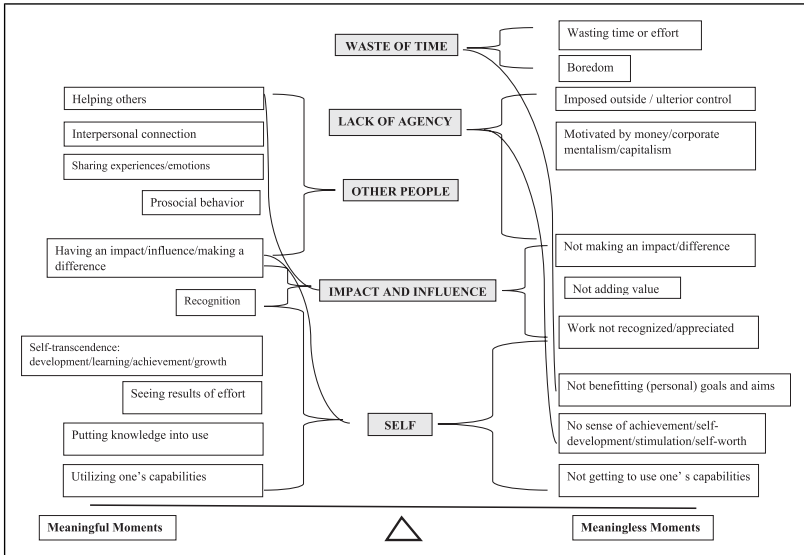 WASTE OF TIME
Wasting time or effort
Boredom
Helping others
Interpersonal connection
Sharing experiences/emotions
Prosocial behavior
LACK OF AGENCY
Imposed outside / ulterior control
Motivated by money/corporate
mentalism/capitalism
OTHER PEOPLE
Having an impact/influence/making a
difference
Recognition
IMPACT AND INFLUENCE
Not making an impact/difference
Not adding value
Work not recognized/appreciated
Self-transcendence:
development/learning/achievement/growth
Seeing results of effort
Putting knowledge into use
Utilizing one's capabilities
SELF
Not benefitting (personal) goals and aims
No sense of achievement/self-
development/stimulation/self-worth
Not getting to use one' s capabilities
Meaningful Moments
Meaningless Moments